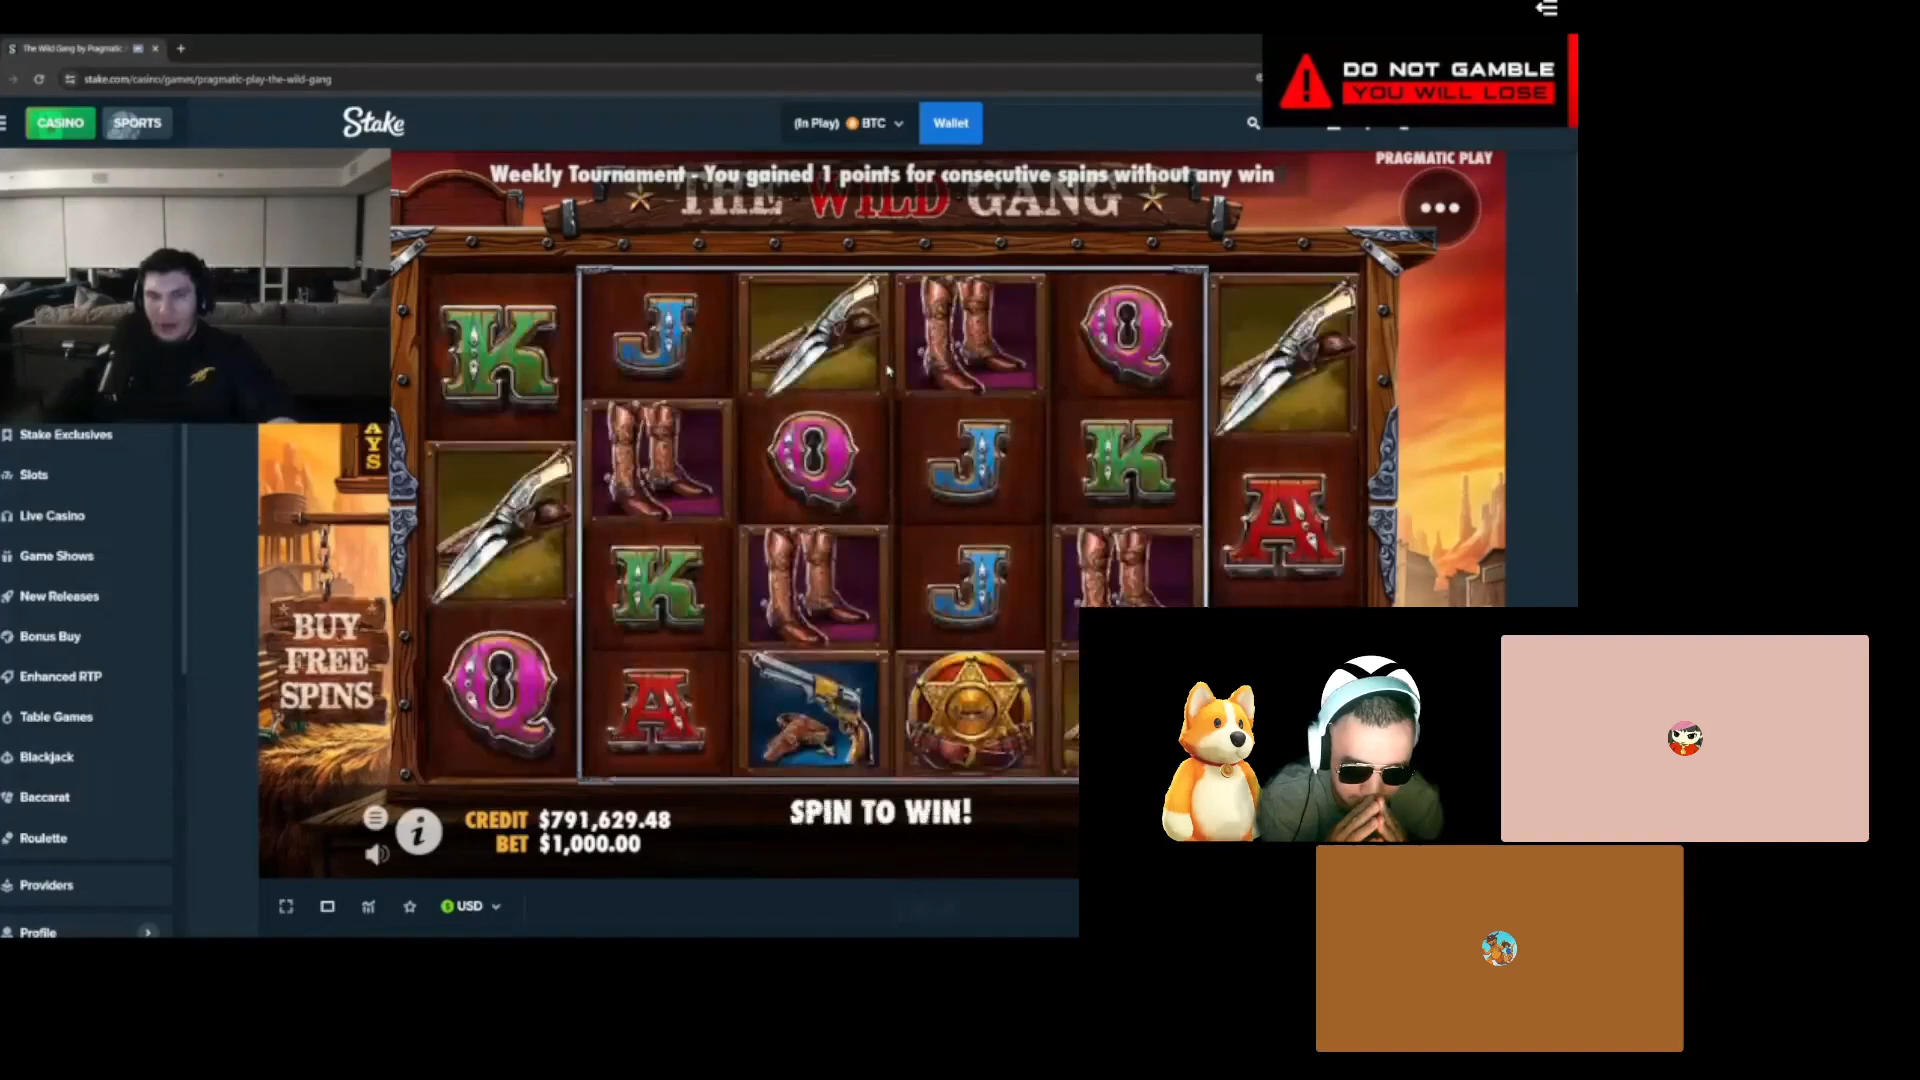 The Wild Gang by Pragmatic
stake.com/casino/games/pragmatic-play-the-wild-gang
DO NOT GAMBLE
YOU WILL LOSE
CASINO
SPORTS
Stake
(In Play) BTC
Wallet
PRAGMATIC PLAY
Weekly Tournament - You gained 1 points for consecutive spins without any win
THE WILD GANG
K
J
Q
Q
J
K
A
K
J
Q
A
AYS
BUY
FREE
SPINS
Stake Exclusives
Slots
Live Casino
Game Shows
New Releases
Bonus Buy
Enhanced RTP
Table Games
Blackjack
Baccarat
Roulette
Providers
Profile
CREDIT $791,629.48
BET $1,000.00
SPIN TO WIN!
USD